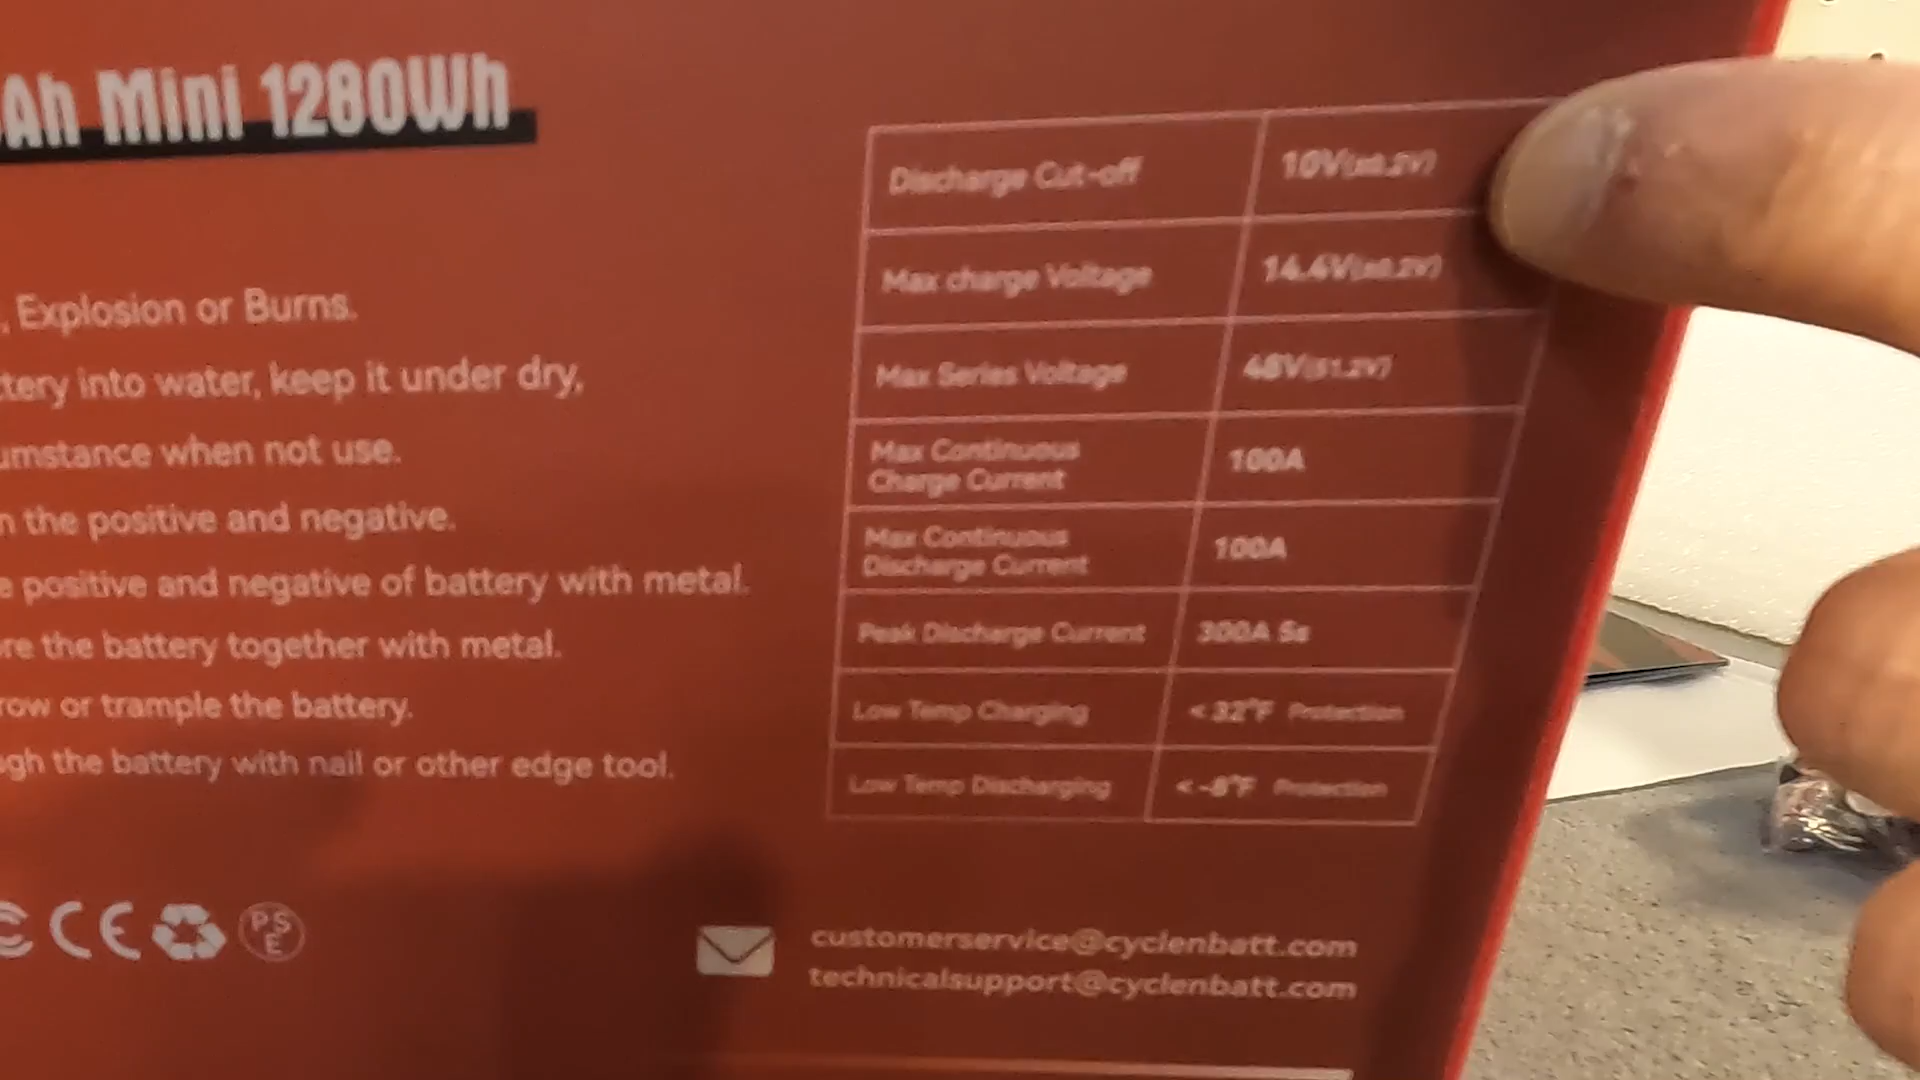 Ah Mini 1280Wh
, Explosion or Burns.
ttery into water, keep it under dry,
umstance when not use.
n the positive and negative.
e positive and negative of battery with metal.
re the battery together with metal.
row or trample the battery.
ugh the battery with nail or other edge tool.
Discharge Cut-off 10V(±0.2V)
Max charge Voltage 14.4V(±0.2V)
Max Series Voltage 48V(51.2V)
Max Continuous
Charge Current 100A
Max Continuous
Discharge Current 100A
Peak Discharge Current 300A 5s
Low Temp Charging <32°F Protection
Low Temp Discharging <-8°F Protection
CE
PSE
customerservice@cyclenbatt.com
technicalsupport@cyclenbatt.com